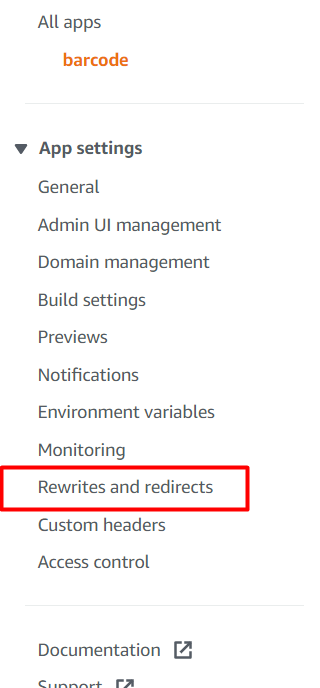 All apps
barcode
App settings
General
Admin UI management
Domain management
Build settings
Previews
Notifications
Environment variables
Monitoring
Rewrites and redirects
Custom headers
Access control
Documentation
Support